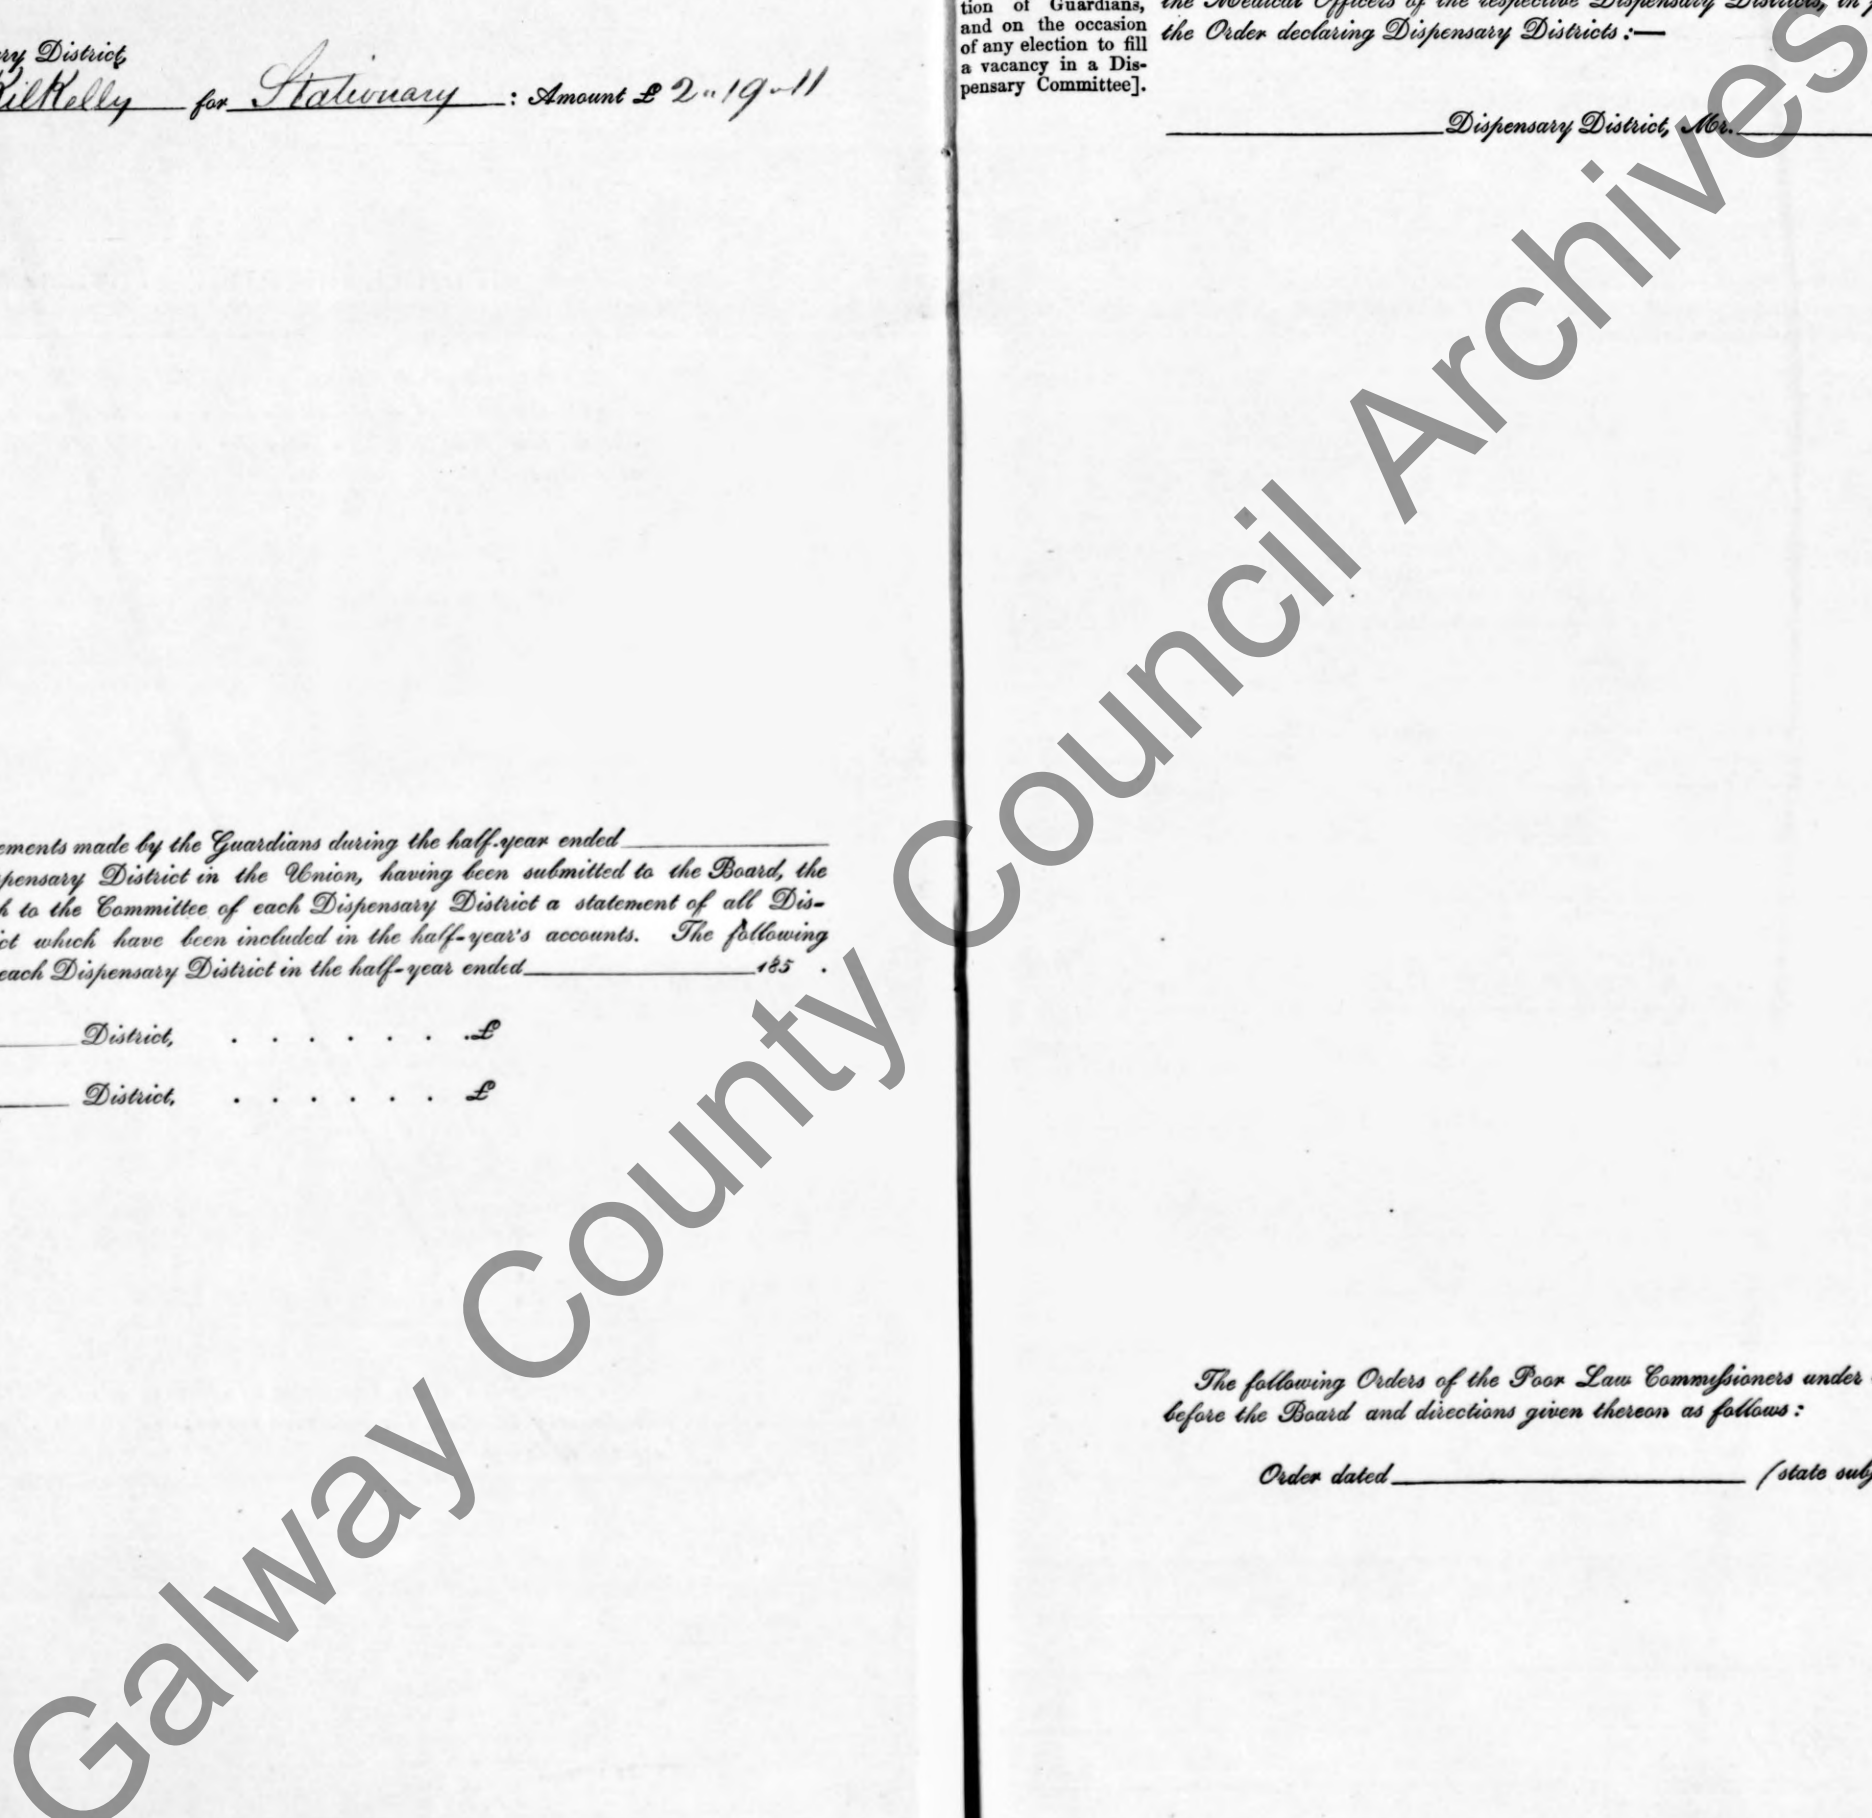 ry District,
KilKelly for Stationary : Amount £ 2 " 19 - 11
ements made by the Guardians during the half-year ended
pensary District in the Union, having been submitted to the Board, the
h to the Committee of each Dispensary District a statement of all Dis-
ict which have been included in the half-year's accounts. The following
each Dispensary District in the half-year ended 185 .
District, . . . . . . . £
District, . . . . . . £
tion of Guardians,
and on the occasion
of any election to fill
a vacancy in a Dis-
pensary Committee].
the Medical Officers of the respective Dispensary Districts, in p
the Order declaring Dispensary Districts :—
Dispensary District, Mr.
The following Orders of the Poor Law Commissioners under
before the Board and directions given thereon as follows :
Order dated (state subj
Galway County Council Archives